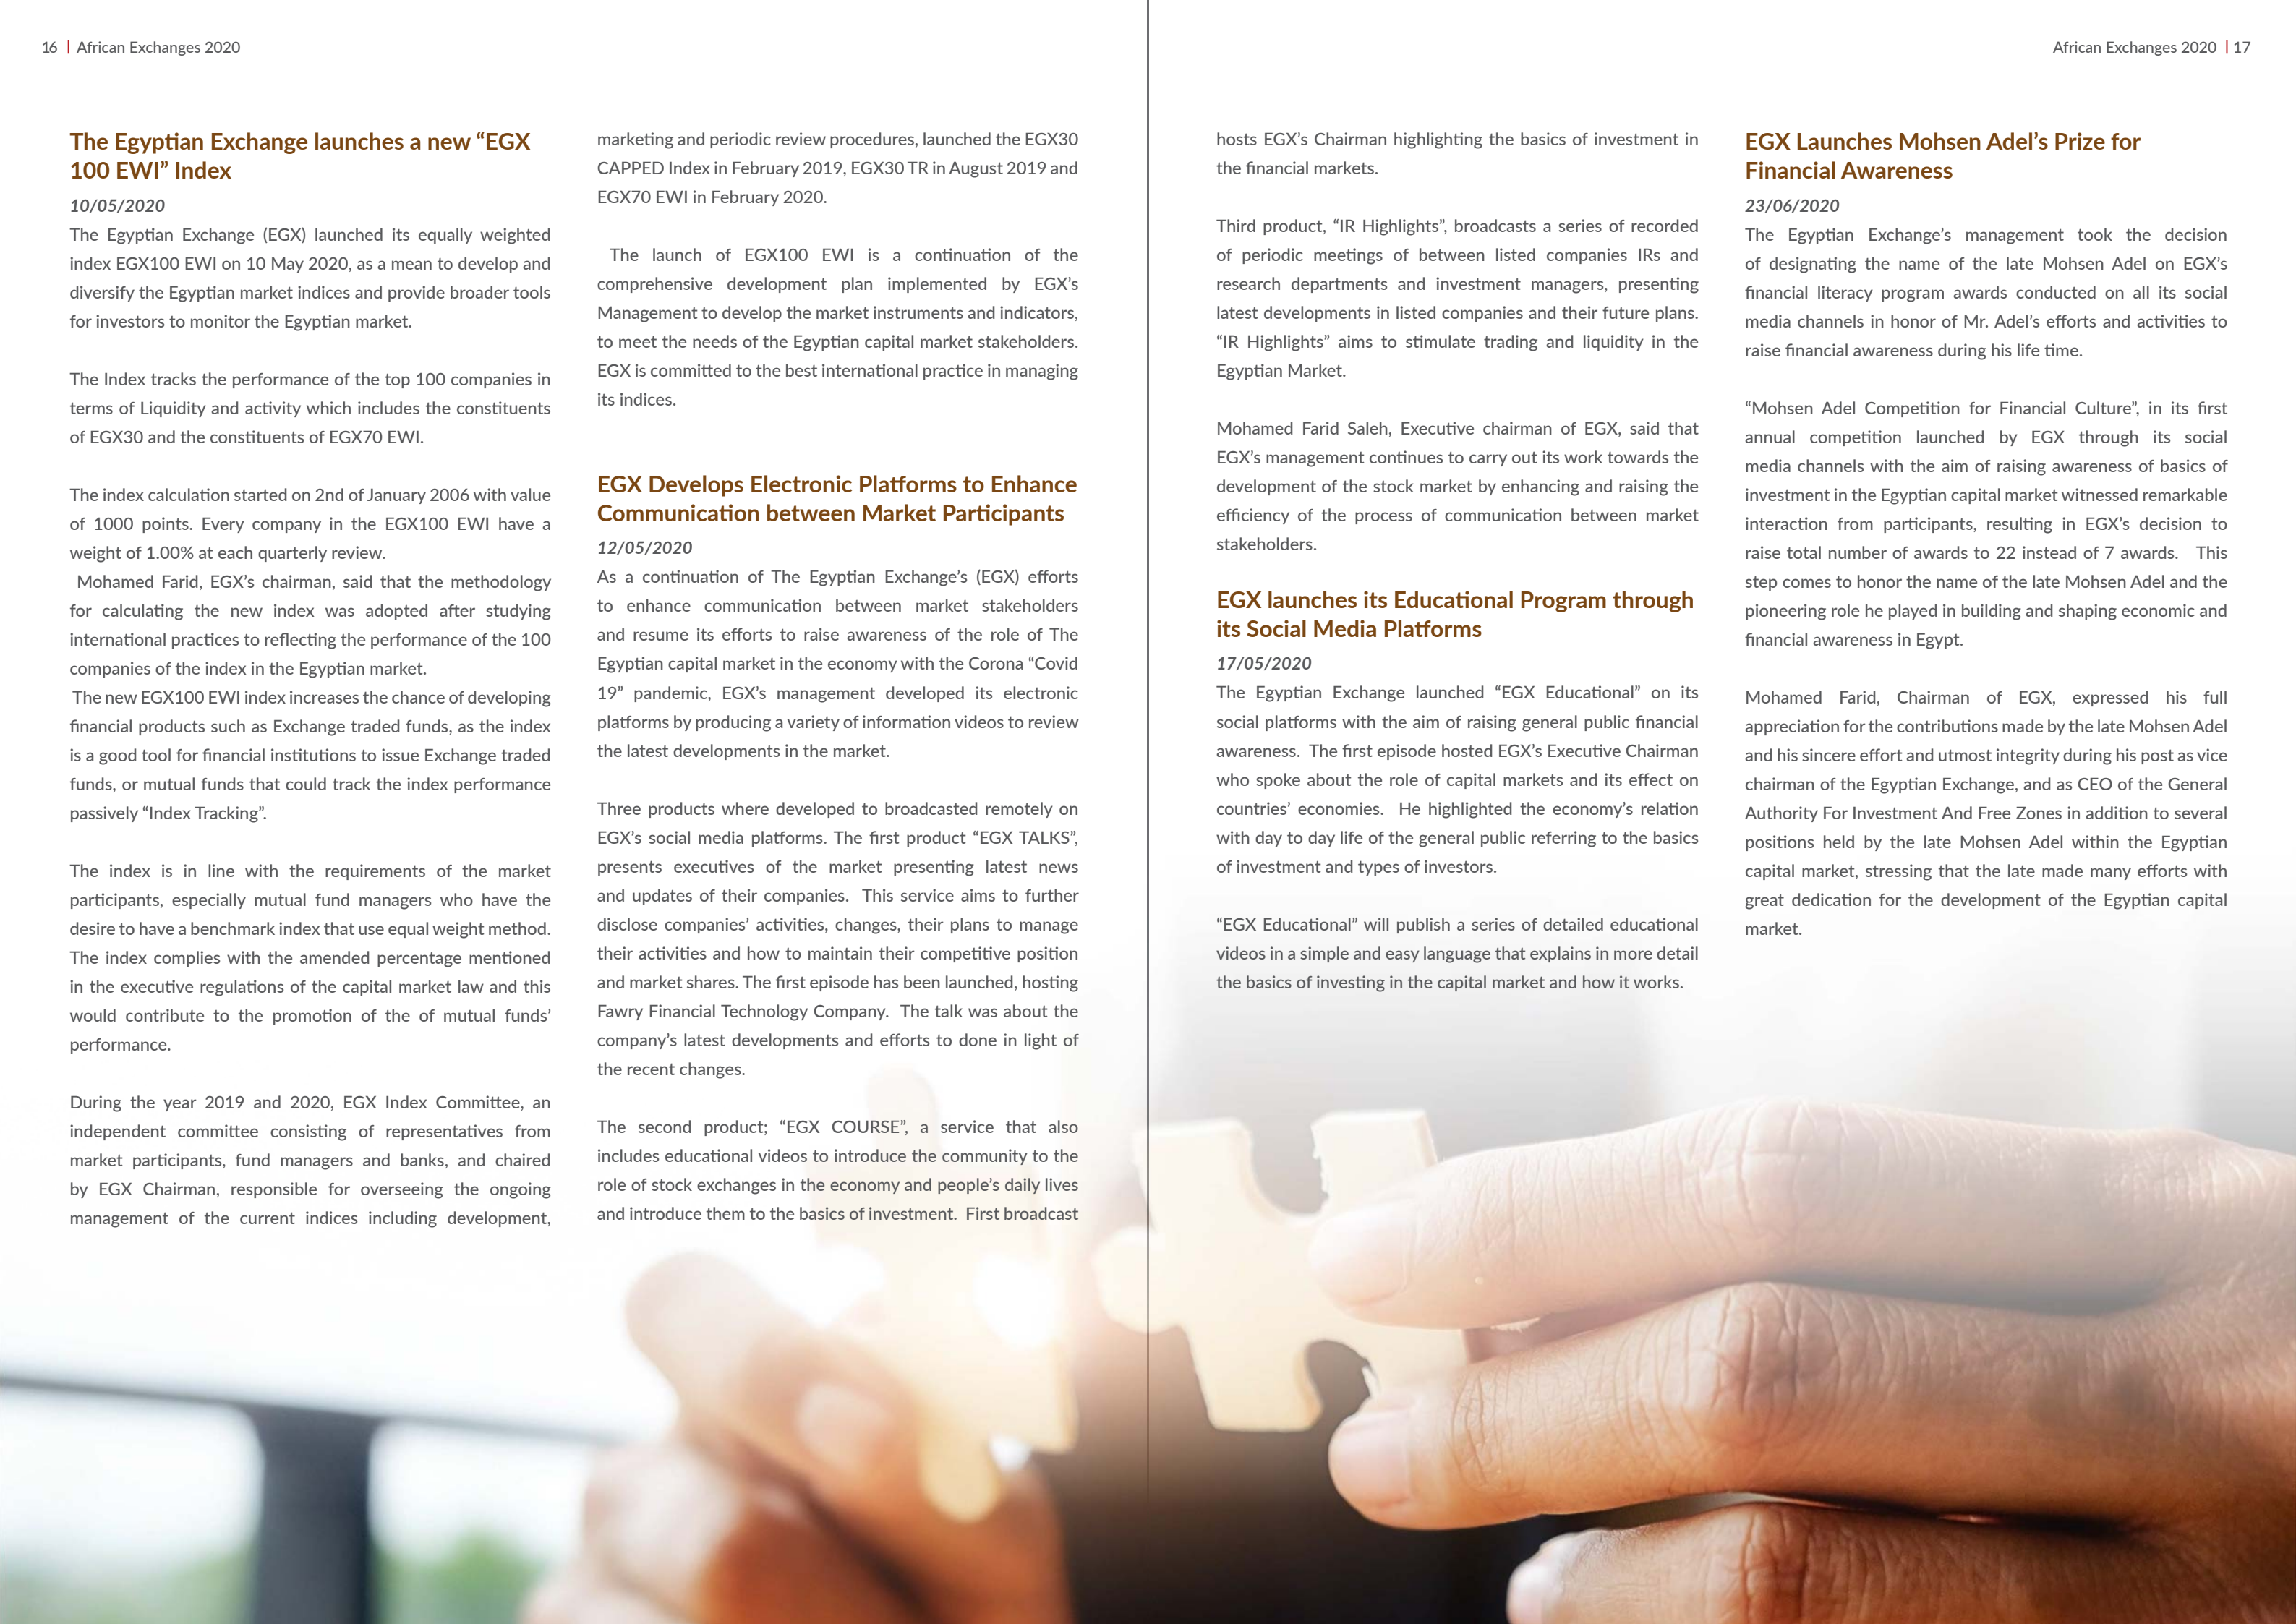 16 | African Exchanges 2020
The Egyptian Exchange launches a new “EGX
100 EWI” Index
10/05/2020
The Egyptian Exchange (EGX) launched its equally weighted
index EGX100 EWI on 10 May 2020, as a mean to develop and
diversify the Egyptian market indices and provide broader tools
for investors to monitor the Egyptian market.
The Index tracks the performance of the top 100 companies in
terms of Liquidity and activity which includes the constituents
of EGX30 and the constituents of EGX70 EWI.
The index calculation started on 2nd of January 2006 with value
of 1000 points. Every company in the EGX100 EWI have a
weight of 1.00% at each quarterly review.
Mohamed Farid, EGX’s chairman, said that the methodology
for calculating the new index was adopted after studying
international practices to reflecting the performance of the 100
companies of the index in the Egyptian market.
The new EGX100 EWI index increases the chance of developing
financial products such as Exchange traded funds, as the index
is a good tool for financial institutions to issue Exchange traded
funds, or mutual funds that could track the index performance
passively “Index Tracking”.
The index is in line with the requirements of the market
participants, especially mutual fund managers who have the
desire to have a benchmark index that use equal weight method.
The index complies with the amended percentage mentioned
in the executive regulations of the capital market law and this
would contribute to the promotion of the of mutual funds’
performance.
During the year 2019 and 2020, EGX Index Committee, an
independent committee consisting of representatives from
market participants, fund managers and banks, and chaired
by EGX Chairman, responsible for overseeing the ongoing
management of the current indices including development,
marketing and periodic review procedures, launched the EGX30
CAPPED Index in February 2019, EGX30 TR in August 2019 and
EGX70 EWI in February 2020.
The launch of EGX100 EWI is a continuation of the
comprehensive development plan implemented by EGX’s
Management to develop the market instruments and indicators,
to meet the needs of the Egyptian capital market stakeholders.
EGX is committed to the best international practice in managing
its indices.
EGX Develops Electronic Platforms to Enhance
Communication between Market Participants
12/05/2020
As a continuation of The Egyptian Exchange’s (EGX) efforts
to enhance communication between market stakeholders
and resume its efforts to raise awareness of the role of The
Egyptian capital market in the economy with the Corona “Covid
19” pandemic, EGX’s management developed its electronic
platforms by producing a variety of information videos to review
the latest developments in the market.
Three products where developed to broadcasted remotely on
EGX’s social media platforms. The first product “EGX TALKS”,
presents executives of the market presenting latest news
and updates of their companies. This service aims to further
disclose companies’ activities, changes, their plans to manage
their activities and how to maintain their competitive position
and market shares. The first episode has been launched, hosting
Fawry Financial Technology Company. The talk was about the
company’s latest developments and efforts to done in light of
the recent changes.
The second product; “EGX COURSE”, a service that also
includes educational videos to introduce the community to the
role of stock exchanges in the economy and people’s daily lives
and introduce them to the basics of investment. First broadcast
African Exchanges 2020 | 17
hosts EGX’s Chairman highlighting the basics of investment in
the financial markets.
Third product, “IR Highlights”, broadcasts a series of recorded
of periodic meetings of between listed companies IRs and
research departments and investment managers, presenting
latest developments in listed companies and their future plans.
“IR Highlights” aims to stimulate trading and liquidity in the
Egyptian Market.
Mohamed Farid Saleh, Executive chairman of EGX, said that
EGX’s management continues to carry out its work towards the
development of the stock market by enhancing and raising the
efficiency of the process of communication between market
stakeholders.
EGX launches its Educational Program through
its Social Media Platforms
17/05/2020
The Egyptian Exchange launched “EGX Educational” on its
social platforms with the aim of raising general public financial
awareness. The first episode hosted EGX’s Executive Chairman
who spoke about the role of capital markets and its effect on
countries’ economies. He highlighted the economy’s relation
with day to day life of the general public referring to the basics
of investment and types of investors.
“EGX Educational” will publish a series of detailed educational
videos in a simple and easy language that explains in more detail
the basics of investing in the capital market and how it works.
EGX Launches Mohsen Adel’s Prize for
Financial Awareness
23/06/2020
The Egyptian Exchange’s management took the decision
of designating the name of the late Mohsen Adel on EGX’s
financial literacy program awards conducted on all its social
media channels in honor of Mr. Adel’s efforts and activities to
raise financial awareness during his life time.
“Mohsen Adel Competition for Financial Culture”, in its first
annual competition launched by EGX through its social
media channels with the aim of raising awareness of basics of
investment in the Egyptian capital market witnessed remarkable
interaction from participants, resulting in EGX’s decision to
raise total number of awards to 22 instead of 7 awards. This
step comes to honor the name of the late Mohsen Adel and the
pioneering role he played in building and shaping economic and
financial awareness in Egypt.
Mohamed Farid, Chairman of EGX, expressed his full
appreciation for the contributions made by the late Mohsen Adel
and his sincere effort and utmost integrity during his post as vice
chairman of the Egyptian Exchange, and as CEO of the General
Authority For Investment And Free Zones in addition to several
positions held by the late Mohsen Adel within the Egyptian
capital market, stressing that the late made many efforts with
great dedication for the development of the Egyptian capital
market.